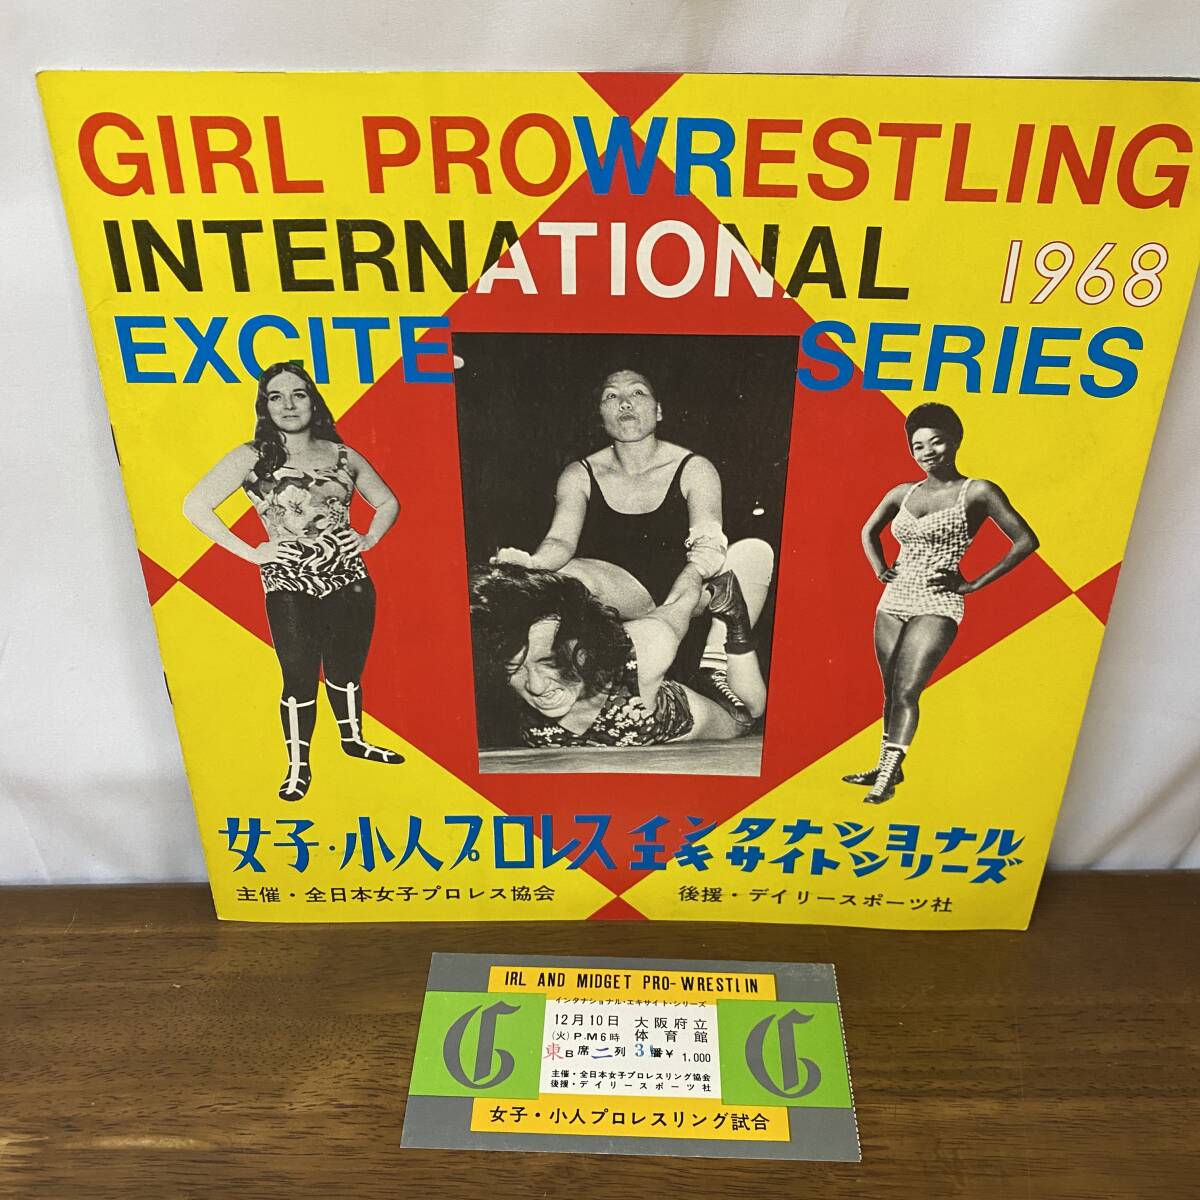 GIRL PROWRESTLING
INTERNATIONAL 1968
EXCITE SERIES
女子・小人プロレス インタナショナル
エキサイトシリーズ
主催・全日本女子プロレス協会
後援・デイリースポーツ社
IRL AND MIDGET PRO-WRESTLIN
インタナショナル・エキサイト・シリーズ
12月10日 大阪府立
(火)P.M6時 体育館
東B席二列3 番¥1,000
主催・全日本女子プロレスリング協会
後援・デイリースポーツ社
女子・小人プロレスリング試合
G
G